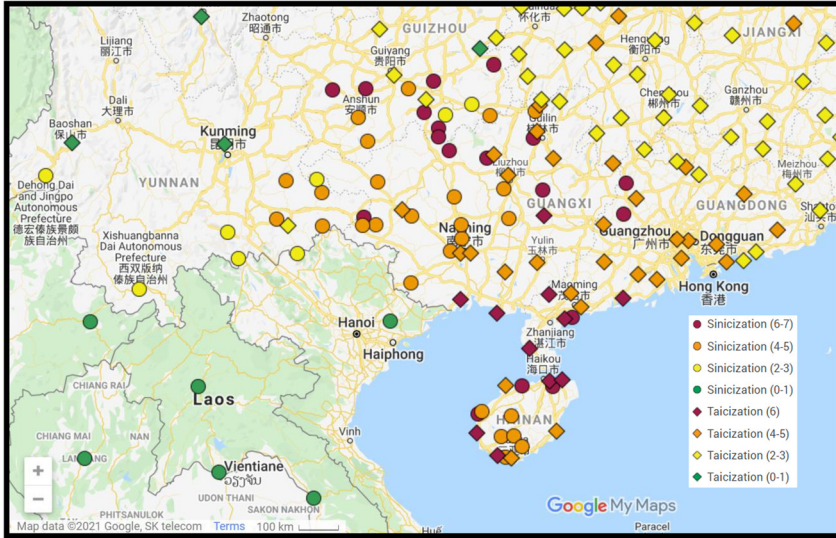 Zhaotong
昭通市
GUIZHOU
怀化市
Lijiang
丽江市
Guiyang
贵阳市
Hengyang
衡阳市
JIANGXI
Dali
大理市
Anshun
安顺市
Chenzhou
郴州市
Ganzhou
赣州市
Baoshan
保山市
Kunming
昆明市
Guilin
桂林市
Liuzhou
柳州市
Meizhou
梅州市
YUNNAN
Dehong Dai
and Jingpo
Autonomous
Prefecture
德宏傣族景颇
族自治州
GUANGXI
GUANGDONG
汕头市
Xishuangbanna
Dai Autonomous
Prefecture
西双版纳
傣族自治州
Nanning
南宁市
Yulin
玉林市
Guangzhou
广州市
Dongguan
东莞市
Hong Kong
香港
Maoming
茂名市
Hanoi
Haiphong
Zhanjiang
湛江市
Haikou
海口市
Sinicization (6-7)
Sinicization (4-5)
Sinicization (2-3)
Sinicization (0-1)
Taicization (6)
Taicization (4-5)
Taicization (2-3)
Taicization (0-1)
CHIANG RAI
Laos
HAINAN
CHIANG MAI
NAN
Vinh
LAMPANG
Vientiane
ວຽງຈັນ
UDON THANI
SAKON NAKHON
PHITSANULOK
Google My Maps
Map data ©2021 Google, SK telecom Terms 100 km
Huế
Paracel